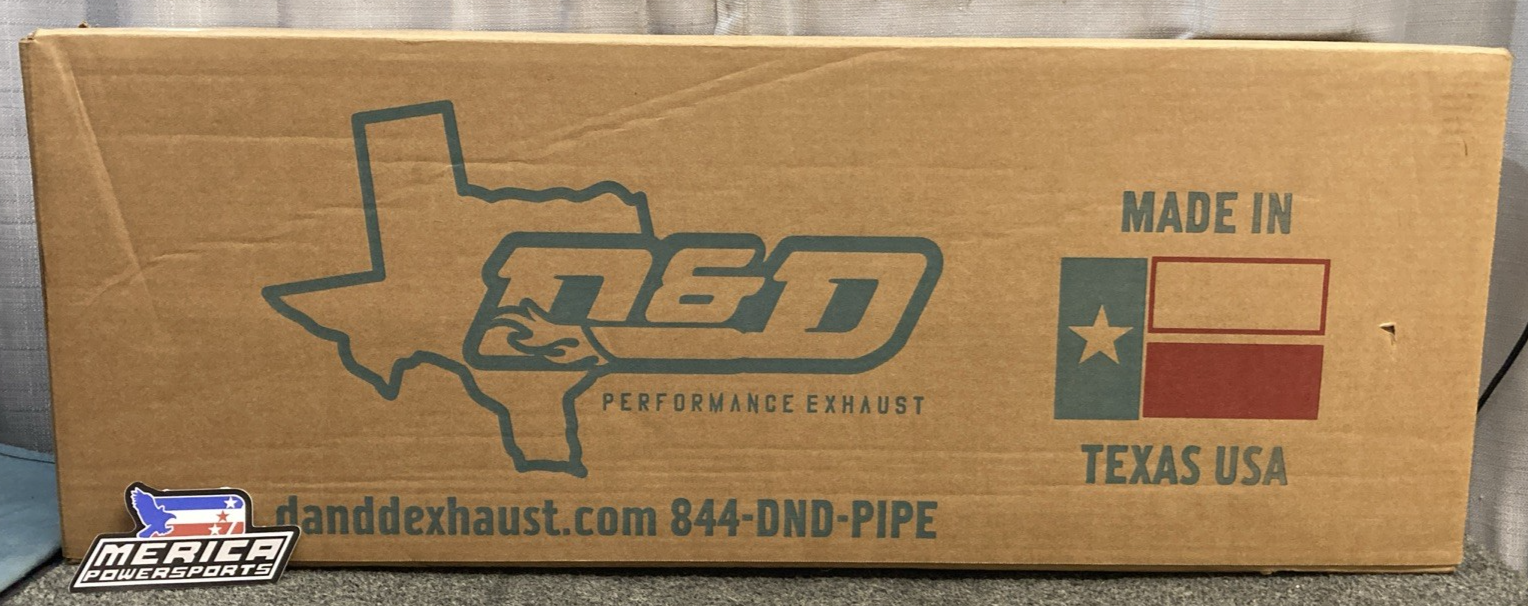 D&D
PERFORMANCE EXHAUST
danddexhaust.com 844-DND-PIPE
MADE IN
TEXAS USA
MERICA
POWERSPORTS